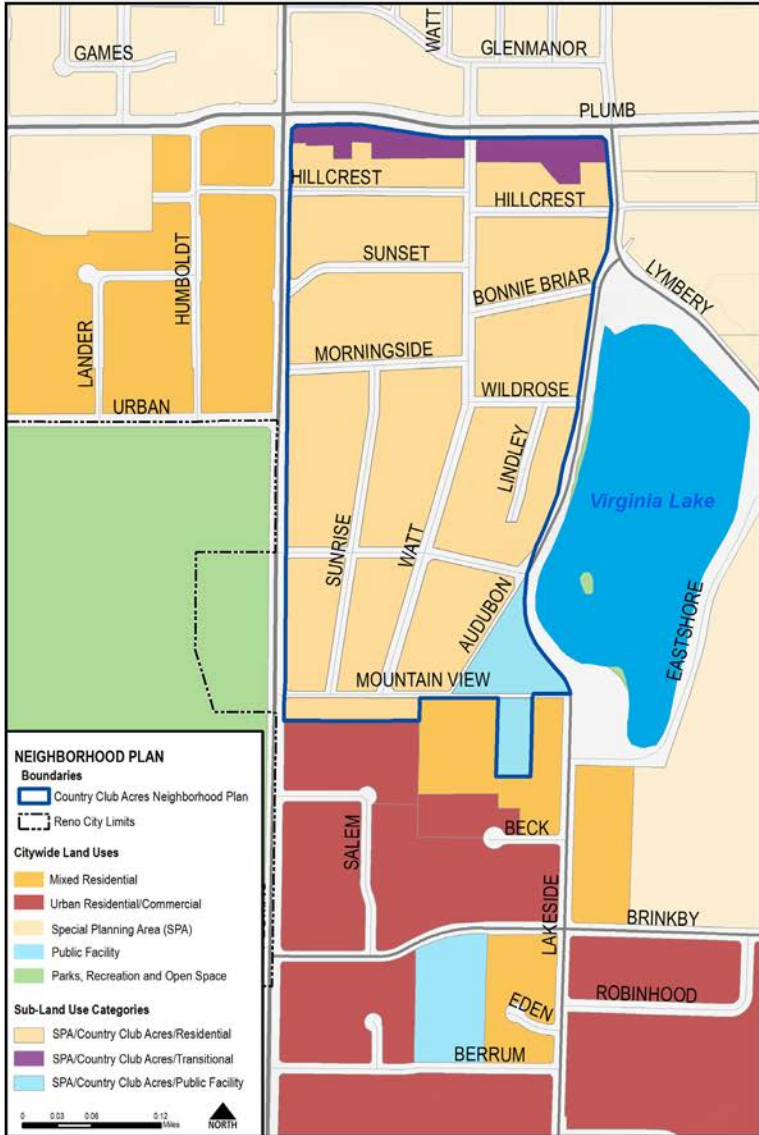 GAMES
WATT
GLENMANOR
PLUMB
HILLCREST
HILLCREST
SUNSET
HUMBOLDT
LYMBERY
BONNIE BRIAR
LANDER
MORNINGSIDE
WILDROSE
URBAN
LINDLEY
Virginia Lake
SUNRISE
WATT
AUDUBON
EASTSHORE
MOUNTAIN VIEW
NEIGHBORHOOD PLAN
Boundaries
Country Club Acres Neighborhood Plan
Reno City Limits
Citywide Land Uses
Mixed Residential
Urban Residential/Commercial
Special Planning Area (SPA)
Public Facility
Parks, Recreation and Open Space
Sub-Land Use Categories
SPA/Country Club Acres/Residential
SPA/Country Club Acres/Transitional
SPA/Country Club Acres/Public Facility
0 0.03 0.06 0.12
Miles
NORTH
SALEM
BECK
LAKESIDE
BRINKBY
ROBINHOOD
EDEN
BERRUM